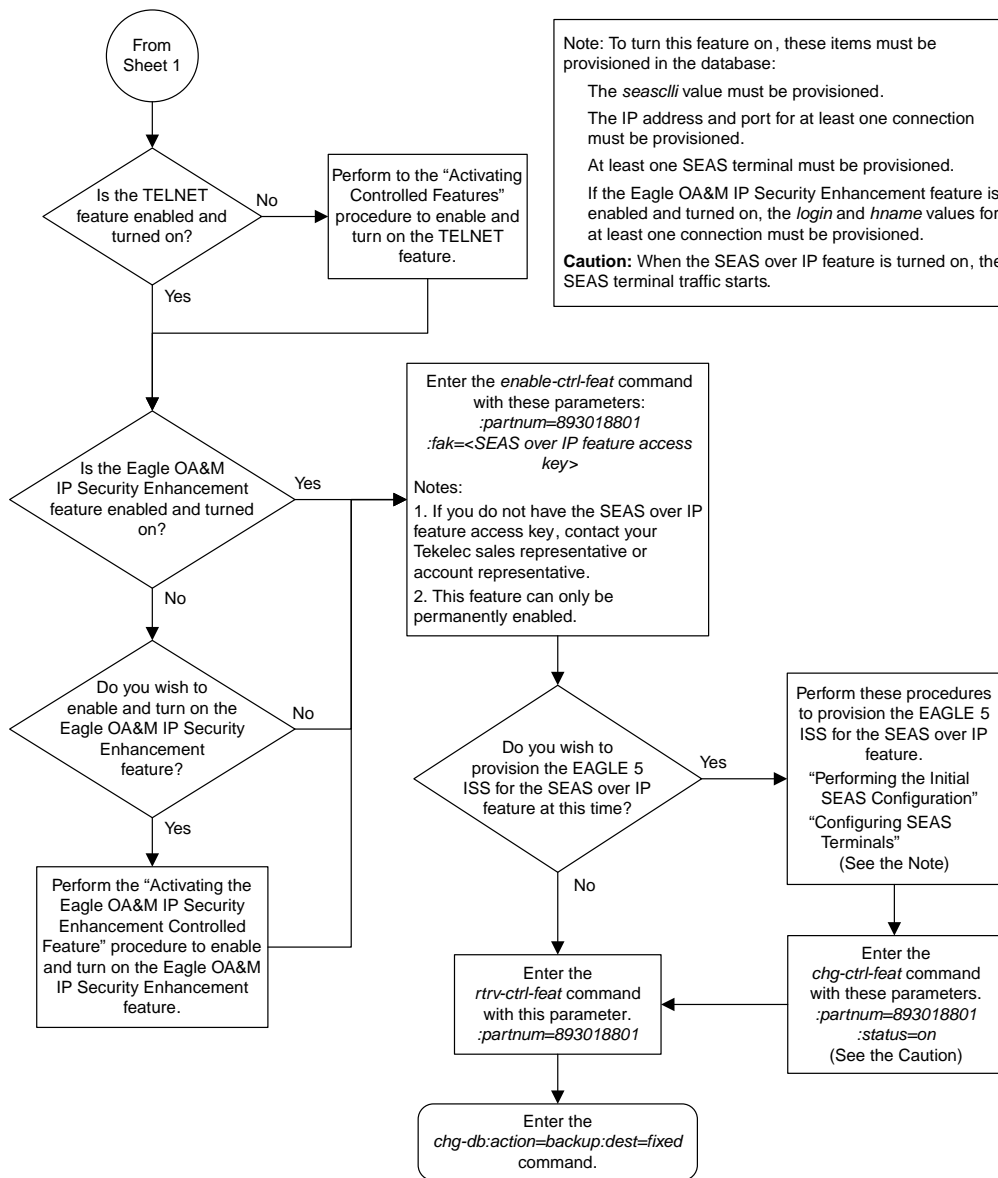 From
Sheet 1
Note: To turn this feature on, these items must be
provisioned in the database:
The seasclli value must be provisioned.
The IP address and port for at least one connection
must be provisioned.
At least one SEAS terminal must be provisioned.
If the Eagle OA&M IP Security Enhancement feature is
enabled and turned on, the login and hname values for
at least one connection must be provisioned.
Caution: When the SEAS over IP feature is turned on, the
SEAS terminal traffic starts.
Is the TELNET
feature enabled and
turned on?
No
Yes
Perform to the “Activating
Controlled Features”
procedure to enable and
turn on the TELNET
feature.
Is the Eagle OA&M
IP Security Enhancement
feature enabled and turned
on?
Yes
No
Enter the enable-ctrl-feat command
with these parameters:
:partnum=893018801
:fak=<SEAS over IP feature access
key>
Notes:
1. If you do not have the SEAS over IP
feature access key, contact your
Tekelec sales representative or
account representative.
2. This feature can only be
permanently enabled.
Do you wish to
enable and turn on the
Eagle OA&M IP Security
Enhancement
feature?
No
Yes
Perform the “Activating the
Eagle OA&M IP Security
Enhancement Controlled
Feature” procedure to enable
and turn on the Eagle OA&M
IP Security Enhancement
feature.
Do you wish to
provision the EAGLE 5
ISS for the SEAS over IP
feature at this time?
Yes
No
Perform these procedures
to provision the EAGLE 5
ISS for the SEAS over IP
feature.
“Performing the Initial
SEAS Configuration”
“Configuring SEAS
Terminals”
(See the Note)
Enter the
chg-ctrl-feat command
with these parameters.
:partnum=893018801
:status=on
(See the Caution)
Enter the
rtrv-ctrl-feat command
with this parameter.
:partnum=893018801
Enter the
chg-db:action=backup:dest=fixed
command.